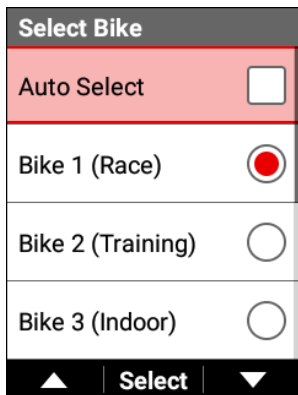 Select Bike
Auto Select
Bike 1 (Race)
Bike 2 (Training)
Bike 3 (Indoor)
Select